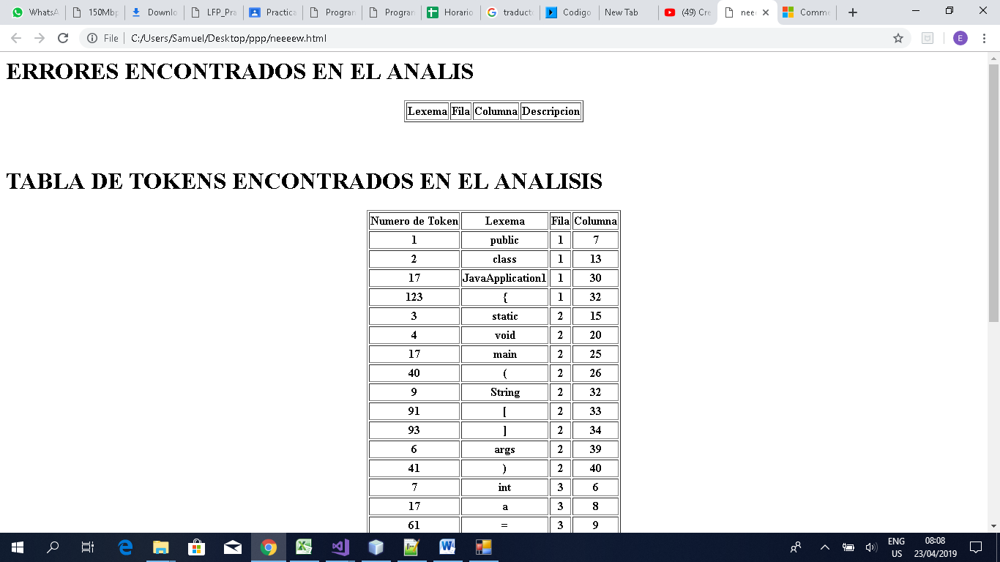 WhatsA
150Mbp
Downlo
LFP_Pra
Practica
Program
Program
Horario
traducto
Codigo
New Tab
(49) Cre
nee
Comme
File C:/Users/Samuel/Desktop/ppp/neeeew.html
E
ERRORES ENCONTRADOS EN EL ANALIS
Lexema Fila Columna Descripcion
TABLA DE TOKENS ENCONTRADOS EN EL ANALISIS
Numero de Token Lexema Fila Columna
1 public 1 7
2 class 1 13
17 JavaApplication1 1 30
123 { 1 32
3 static 2 15
4 void 2 20
17 main 2 25
40 ( 2 26
9 String 2 32
91 [ 2 33
93 ] 2 34
6 args 2 39
41 ) 2 40
7 int 3 6
17 a 3 8
61 = 3 9
ENG 08:08
US 23/04/2019